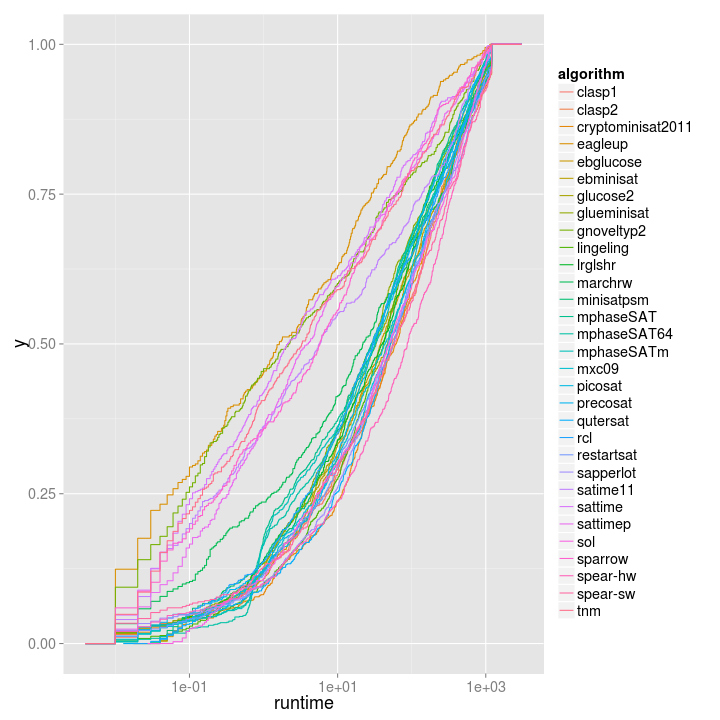 1.00
0.75
0.50
0.25
0.00
y
1e-01
1e+01
1e+03
runtime
algorithm
clasp1
clasp2
cryptominisat2011
eagleup
ebglucose
ebminisat
glucose2
glueminisat
gnoveltyp2
lingeling
lrglshr
marchrw
minisatpsm
mphaseSAT
mphaseSAT64
mphaseSATm
mxc09
picosat
precosat
qutersat
rcl
restartsat
sapperlot
satime11
sattime
sattimep
sol
sparrow
spear-hw
spear-sw
tnm